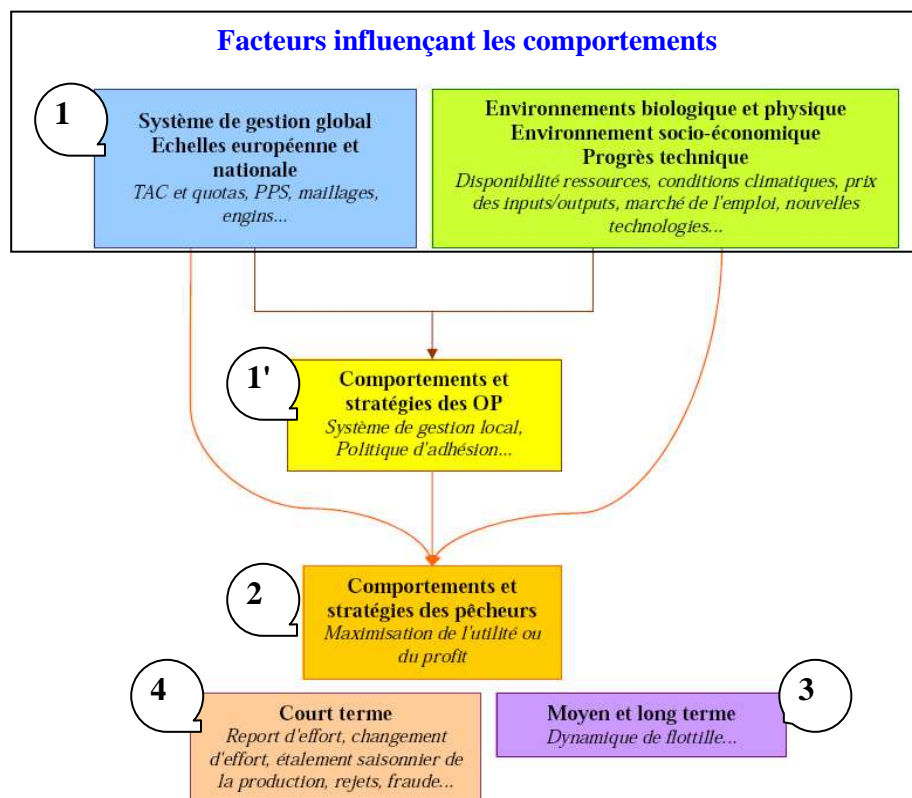 Facteurs influençant les comportements
1
Système de gestion global
Echelles européenne et
nationale
TAC et quotas, PPS, maillages,
engins...
Environnements biologique et physique
Environnement socio-économique
Progrès technique
Disponibilité ressources, conditions climatiques, prix
des inputs/outputs, marché de l'emploi, nouvelles
technologies...
1'
Comportements et
stratégies des OP
Système de gestion local,
Politique d'adhésion...
2
Comportements et
stratégies des pêcheurs
Maximisation de l'utilité ou
du profit
4
Court terme
Report d'effort, changement
d'effort, étalement saisonnier de
la production, rejets, fraude...
3
Moyen et long terme
Dynamique de flottille...